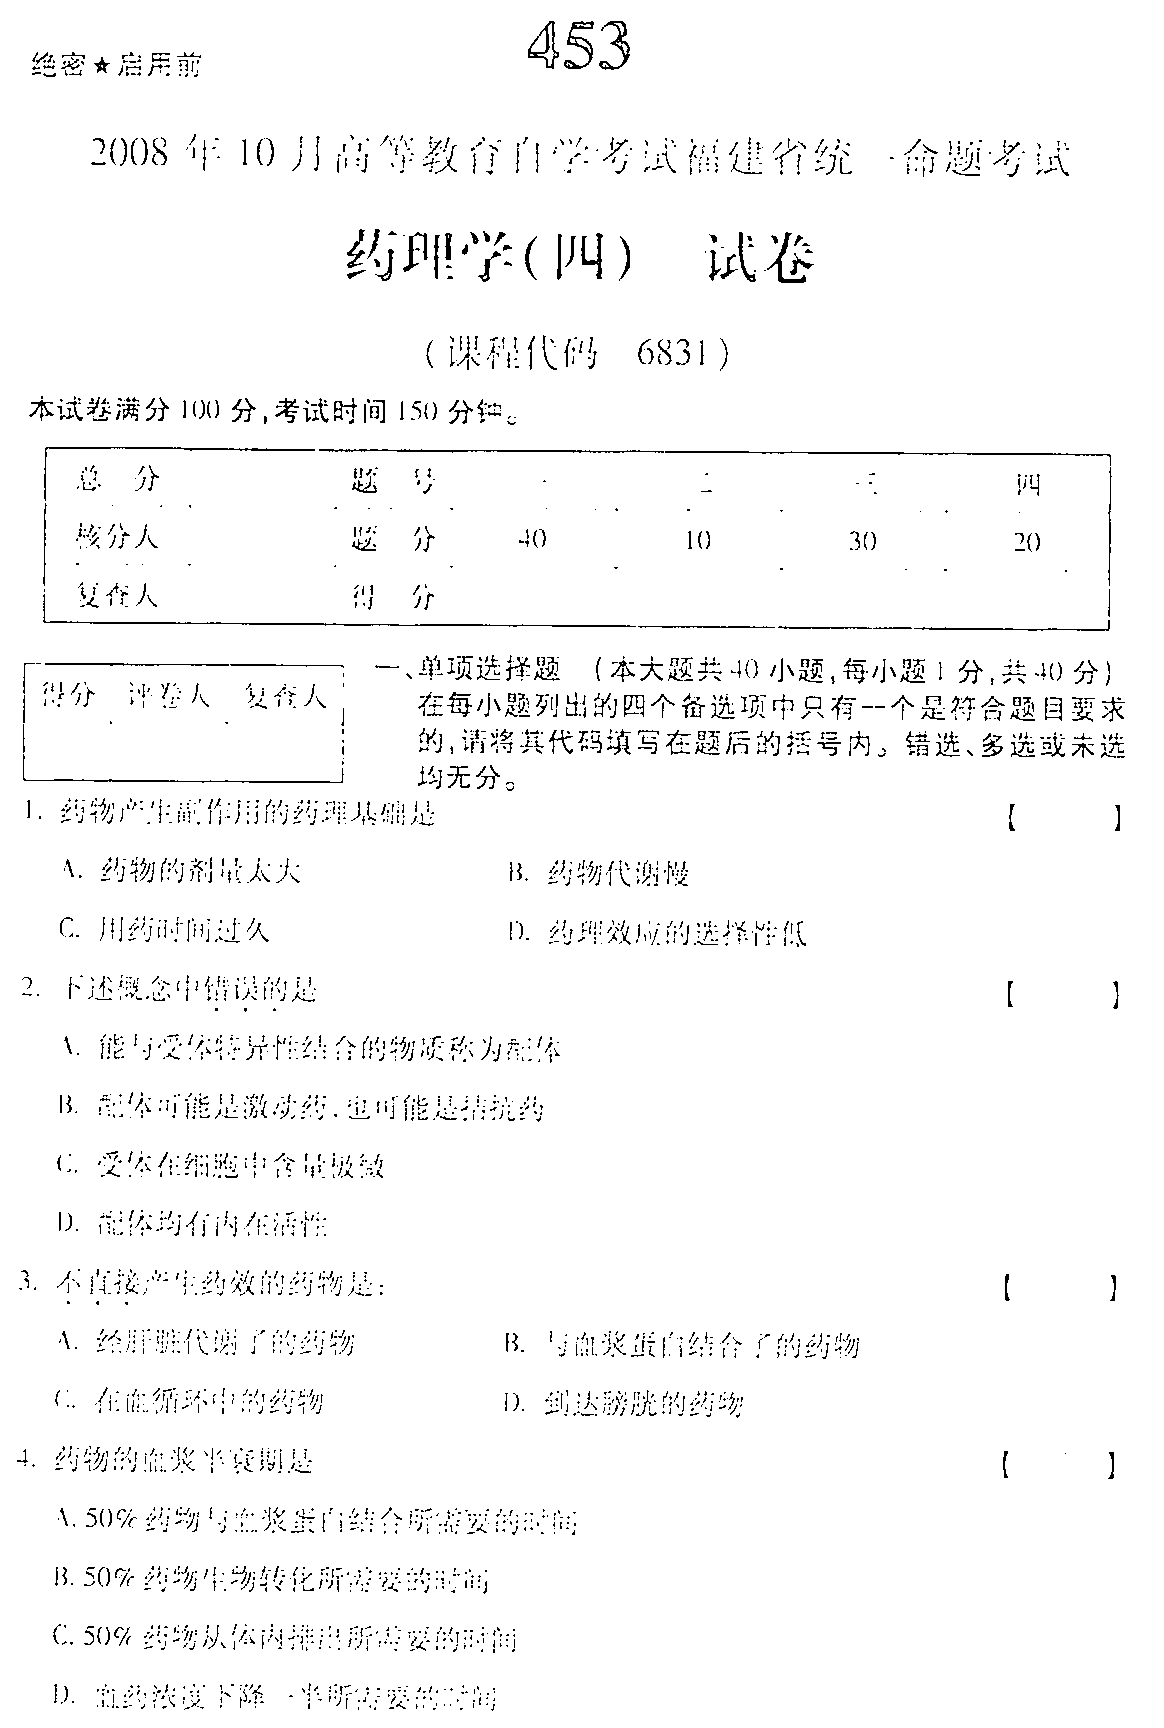 453
绝密★启用前
2008 年 10 月高等教育自学考试福建省统一命题考试
药理学(四) 试卷
(课程代码 6831)
本试卷满分 100 分,考试时间 150 分钟。
总 分 题 号 一 二 三 四
核分人 题 分 40 10 30 20
复查人 得 分
得分 评卷人 复查人
一、单项选择题 (本大题共 40 小题,每小题 1 分,共 40 分)
在每小题列出的四个备选项中只有一个是符合题目要求
的,请将其代码填写在题后的括号内。错选、多选或未选
均无分。
1. 药物产生副作用的药理基础是 【 】
A. 药物的剂量太大 B. 药物代谢慢
C. 用药时间过久 D. 药理效应的选择性低
2. 下述概念中错误的是 【 】
A. 能与受体特异性结合的物质称为配体
B. 配体可能是激动药,也可能是拮抗药
C. 受体在细胞中含量极微
D. 配体均有内在活性
3. 不直接产生药效的药物是: 【 】
A. 经肝脏代谢了的药物 B. 与血浆蛋白结合了的药物
C. 在血循环中的药物 D. 到达膀胱的药物
4. 药物的血浆半衰期是 【 】
A. 50% 药物与血浆蛋白结合所需要的时间
B. 50% 药物生物转化所需要的时间
C. 50% 药物从体内排出所需要的时间
D. 血药浓度下降一半所需要的时间